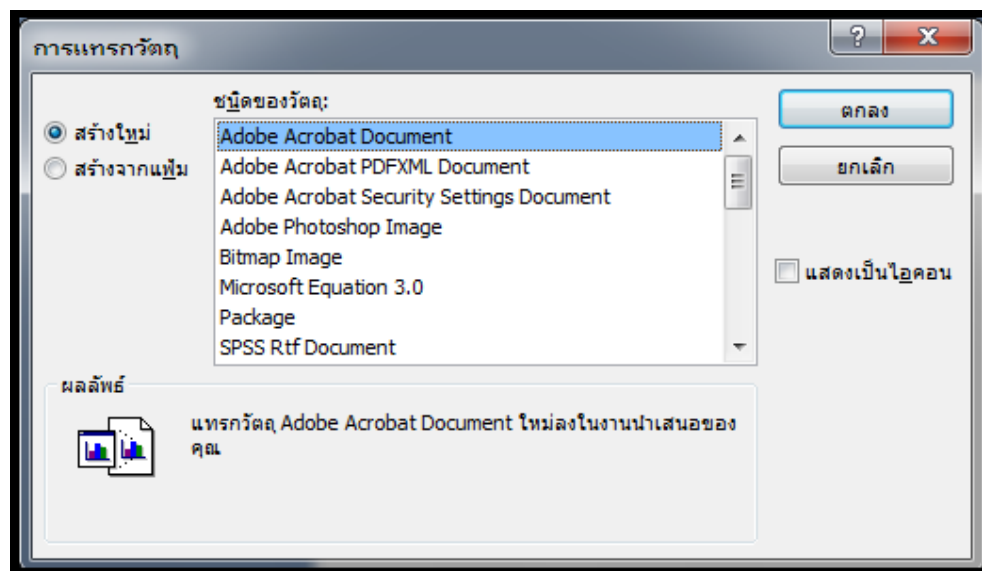 การแทรกวัตถุ
ชนิดของวัตถุ:
สร้างใหม่
สร้างจากแฟ้ม
Adobe Acrobat Document
Adobe Acrobat PDFXML Document
Adobe Acrobat Security Settings Document
Adobe Photoshop Image
Bitmap Image
Microsoft Equation 3.0
Package
SPSS Rtf Document
ตกลง
ยกเลิก
แสดงเป็นไอคอน
ผลลัพธ์
แทรกวัตถุ Adobe Acrobat Document ใหม่ลงในงานนำเสนอของ
คุณ